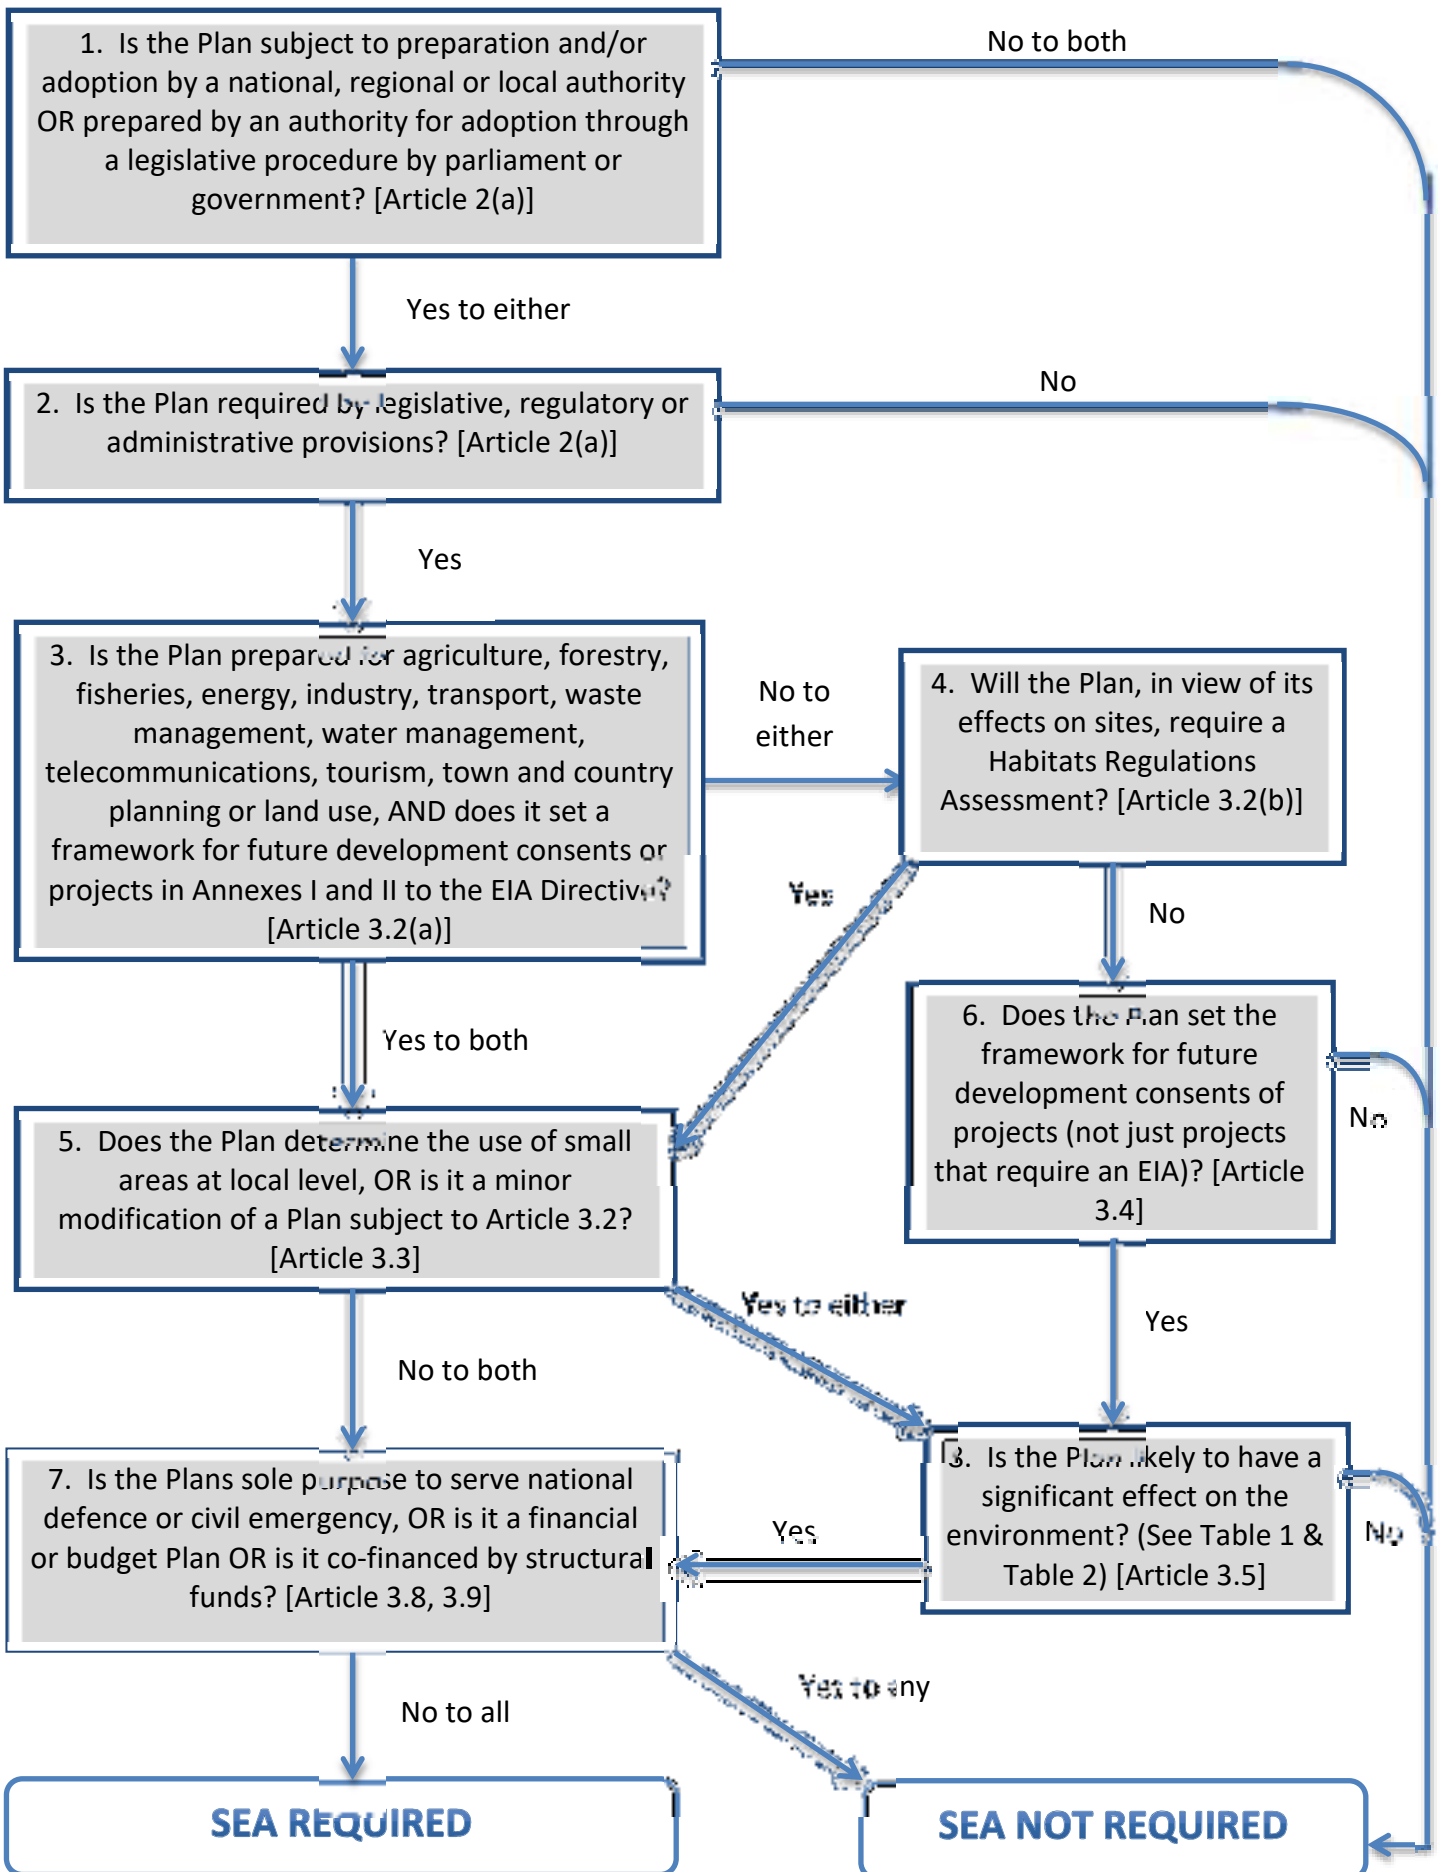 1. Is the Plan subject to preparation and/or
adoption by a national, regional or local authority
OR prepared by an authority for adoption through
a legislative procedure by parliament or
government? [Article 2(a)]
No to both
Yes to either
2. Is the Plan required by legislative, regulatory or
administrative provisions? [Article 2(a)]
No
Yes
3. Is the Plan prepared for agriculture, forestry,
fisheries, energy, industry, transport, waste
management, water management,
telecommunications, tourism, town and country
planning or land use, AND does it set a
framework for future development consents or
projects in Annexes I and II to the EIA Directive?
[Article 3.2(a)]
No to
either
4. Will the Plan, in view of its
effects on sites, require a
Habitats Regulations
Assessment? [Article 3.2(b)]
Yes
No
Yes to both
6. Does the Plan set the
framework for future
development consents of
projects (not just projects
that require an EIA)? [Article
3.4]
No
5. Does the Plan determine the use of small
areas at local level, OR is it a minor
modification of a Plan subject to Article 3.2?
[Article 3.3]
Yes to either
Yes
No to both
7. Is the Plans sole purpose to serve national
defence or civil emergency, OR is it a financial
or budget Plan OR is it co-financed by structural
funds? [Article 3.8, 3.9]
Yes
8. Is the Plan likely to have a
significant effect on the
environment? (See Table 1 &
Table 2) [Article 3.5]
No
Yes to any
No to all
SEA REQUIRED
SEA NOT REQUIRED